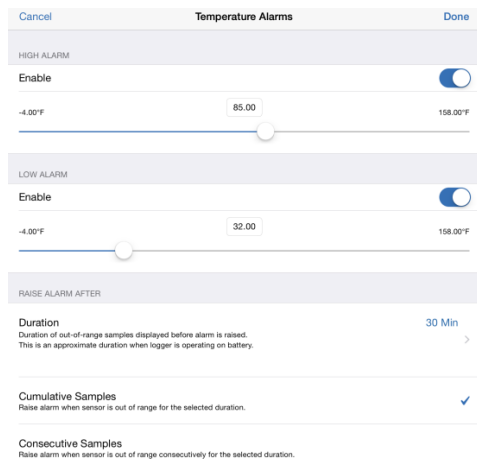 Cancel Temperature Alarms Done
HIGH ALARM
Enable
85.00
-4.00°F 158.00°F
LOW ALARM
Enable
32.00
-4.00°F 158.00°F
RAISE ALARM AFTER
Duration 30 Min
Duration of out-of-range samples displayed before alarm is raised.
This is an approximate duration when logger is operating on battery.
Cumulative Samples
Raise alarm when sensor is out of range for the selected duration.
Consecutive Samples
Raise alarm when sensor is out of range consecutively for the selected duration.